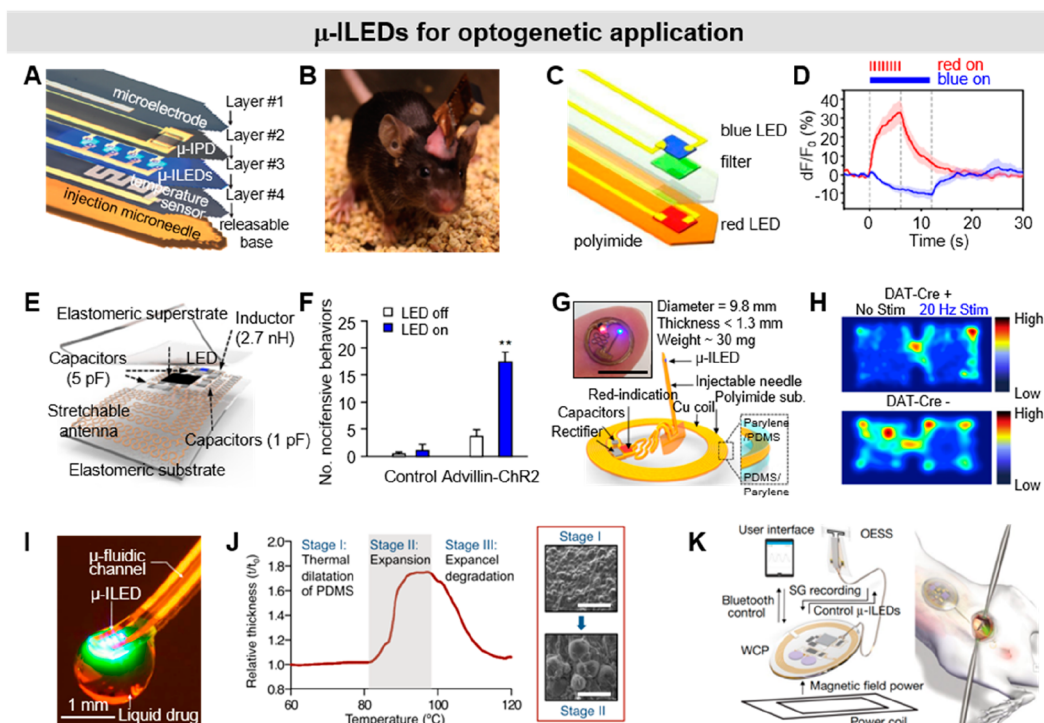 μ-ILEDs for optogenetic application
A
microelectrode
Layer #1
Layer #2
μ-IPD
Layer #3
μ-ILEDs
Layer #4
temperature
sensor
injection microneedle
releasable
base
B
C
blue LED
filter
red LED
polyimide
D
red on
blue on
dF/F0 (%)
40
30
20
10
0
-10
0
10
20
30
Time (s)
E
Elastomeric superstrate
Inductor
(2.7 nH)
LED
Capacitors
(5 pF)
Stretchable
antenna
Capacitors (1 pF)
Elastomeric substrate
F
No. nocifensive behaviors
LED off
LED on
25
20
15
10
5
0
**
Control Advillin-ChR2
G
Diameter = 9.8 mm
Thickness < 1.3 mm
Weight ~ 30 mg
μ-ILED
Injectable needle
Polyimide sub.
Red-indication
Cu coil
Capacitors
Rectifier
Parylene
/PDMS
PDMS/
Parylene
H
DAT-Cre +
No Stim 20 Hz Stim
High
Low
DAT-Cre -
High
Low
I
μ-fluidic
channel
μ-ILED
1 mm
Liquid drug
J
Relative thickness (t/t0)
2.0
1.8
1.6
1.4
1.2
1.0
0.8
Stage I:
Thermal
dilatation
of PDMS
Stage II:
Expansion
Stage III:
Expancel
degradation
60
80
100
120
Temperature (ºC)
Stage I
Stage II
K
User interface
OESS
SG recording
Control μ-ILEDs
Bluetooth
control
WCP
Magnetic field power
Power coil